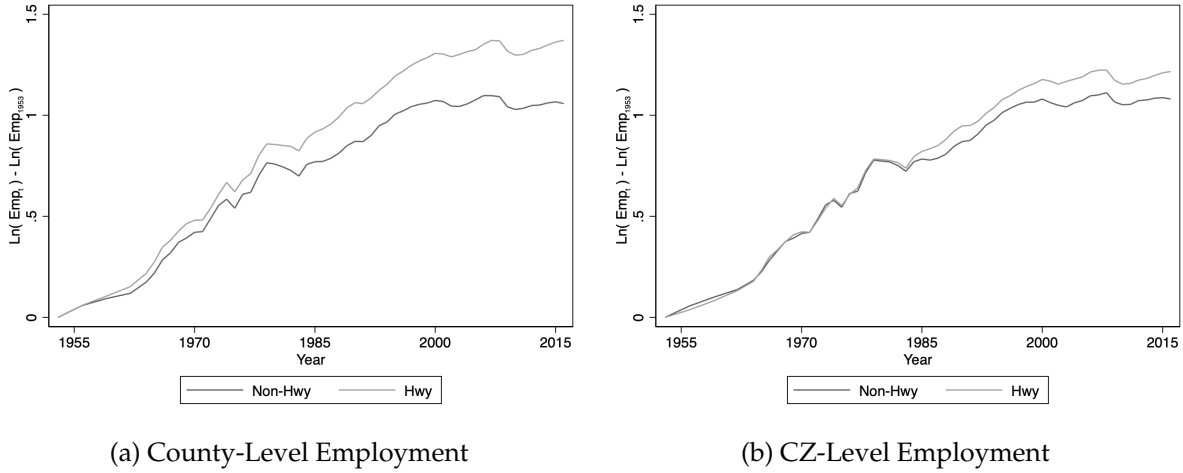 1.5
1
.5
0
Ln( Emp_t ) - Ln( Emp_1953 )
1955 1970 1985 2000 2015
Year
Non-Hwy Hwy
(a) County-Level Employment
1.5
1
.5
0
Ln( Emp_t ) - Ln( Emp_1953 )
1955 1970 1985 2000 2015
Year
Non-Hwy Hwy
(b) CZ-Level Employment